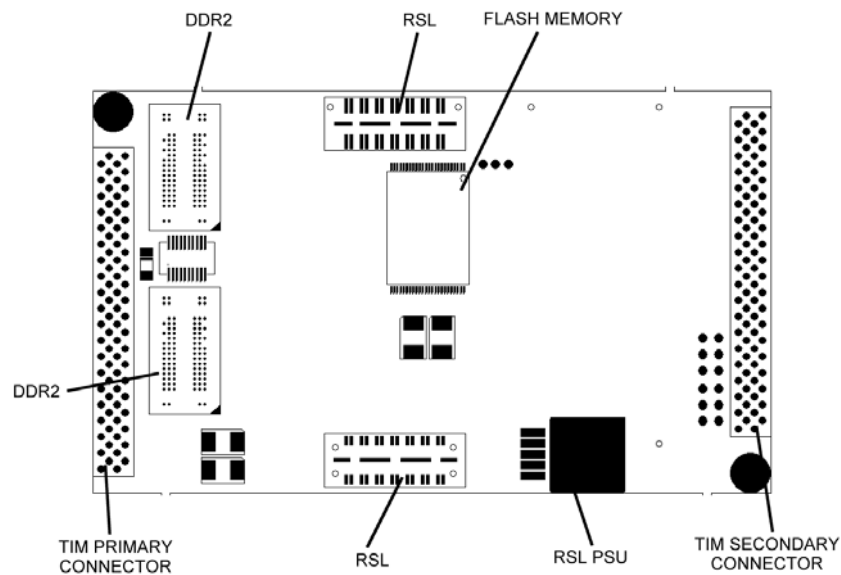 DDR2
RSL
FLASH MEMORY
DDR2
TIM PRIMARY
CONNECTOR
RSL
RSL PSU
TIM SECONDARY
CONNECTOR